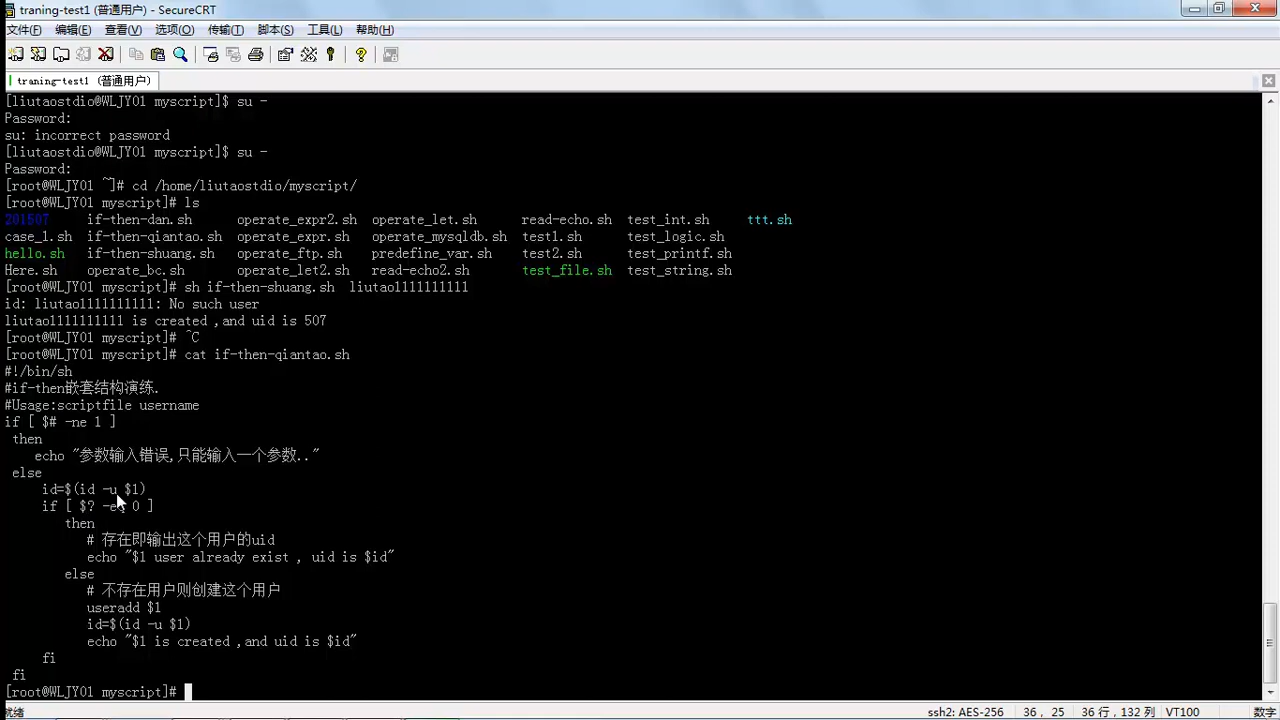 traning-test1 (普通用户) - SecureCRT
文件(F) 编辑(E) 查看(V) 选项(O) 传输(T) 脚本(S) 工具(L) 帮助(H)
traning-test1 (普通用户)
[liutaostdio@WLJY01 myscript]$ su -
Password:
su: incorrect password
[liutaostdio@WLJY01 myscript]$ su -
Password:
[root@WLJY01 ~]# cd /home/liutaostdio/myscript/
[root@WLJY01 myscript]# ls
201507 if-then-dan.sh operate_expr2.sh operate_let.sh read-echo.sh test_int.sh ttt.sh
case_1.sh if-then-qiantao.sh operate_expr.sh operate_mysqldb.sh test1.sh test_logic.sh
hello.sh if-then-shuang.sh operate_ftp.sh predefine_var.sh test2.sh test_printf.sh
Here.sh operate_bc.sh operate_let2.sh read-echo2.sh test_file.sh test_string.sh
[root@WLJY01 myscript]# sh if-then-shuang.sh  liutao1111111111
id: liutao1111111111: No such user
liutao1111111111 is created ,and uid is 507
[root@WLJY01 myscript]# ^C
[root@WLJY01 myscript]# cat if-then-qiantao.sh
#!/bin/sh
#if-then嵌套结构演练.
#Usage:scriptfile username
if [ $# -ne 1 ]
then
echo "参数输入错误,只能输入一个参数.."
else
id=$(id -u $1)
if [ $? -eq 0 ]
then
# 存在即输出这个用户的uid
echo "$1 user already exist , uid is $id"
else
# 不存在用户则创建这个用户
useradd $1
id=$(id -u $1)
echo "$1 is created ,and uid is $id"
fi
fi
[root@WLJY01 myscript]#
就绪 ssh2: AES-256 36, 25 36 行, 132 列 VT100 数字